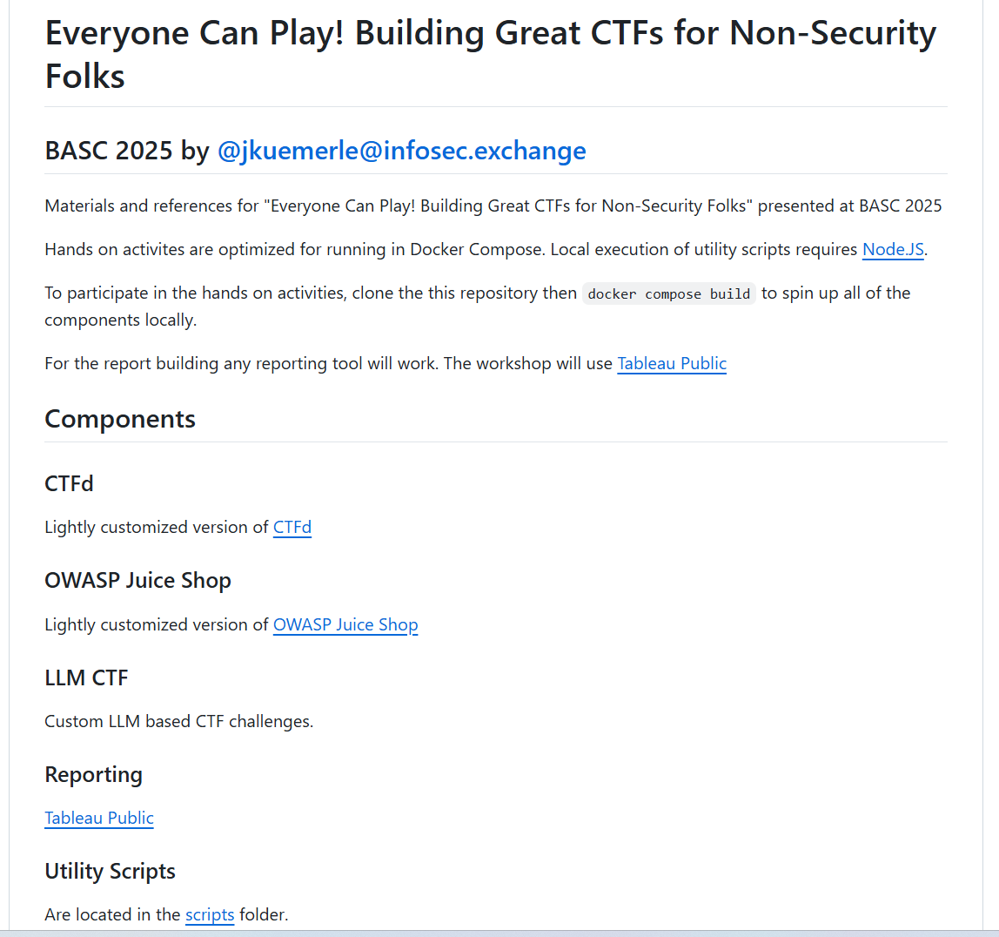 Everyone Can Play! Building Great CTFs for Non-Security
Folks
BASC 2025 by @jkuemerle@infosec.exchange
Materials and references for "Everyone Can Play! Building Great CTFs for Non-Security Folks" presented at BASC 2025
Hands on activites are optimized for running in Docker Compose. Local execution of utility scripts requires Node.JS.
To participate in the hands on activities, clone the this repository then docker compose build to spin up all of the
components locally.
For the report building any reporting tool will work. The workshop will use Tableau Public
Components
CTFd
Lightly customized version of CTFd
OWASP Juice Shop
Lightly customized version of OWASP Juice Shop
LLM CTF
Custom LLM based CTF challenges.
Reporting
Tableau Public
Utility Scripts
Are located in the scripts folder.